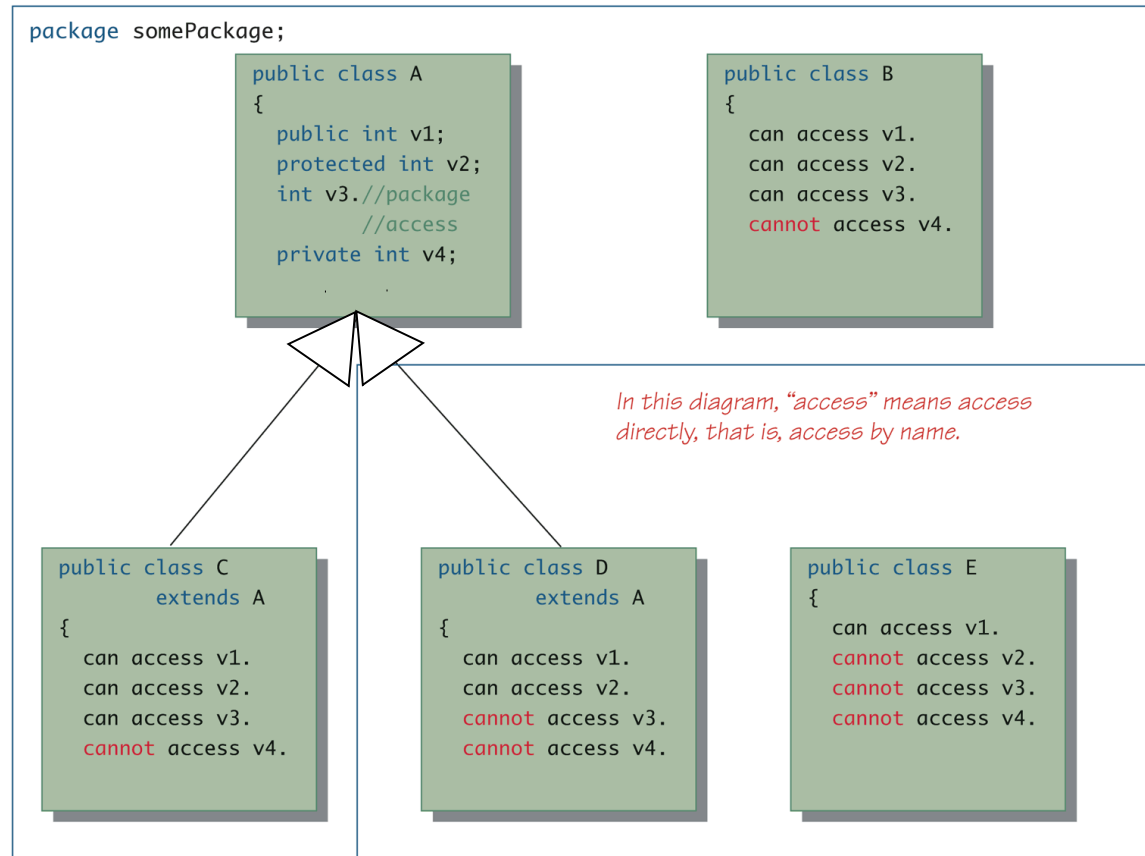 package somePackage;
public class A
{
public int v1;
protected int v2;
int v3.//package
//access
private int v4;
public class B
{
can access v1.
can access v2.
can access v3.
cannot access v4.
In this diagram, “access” means access
directly, that is, access by name.
public class C
extends A
{
can access v1.
can access v2.
can access v3.
cannot access v4.
public class D
extends A
{
can access v1.
can access v2.
cannot access v3.
cannot access v4.
public class E
{
can access v1.
cannot access v2.
cannot access v3.
cannot access v4.